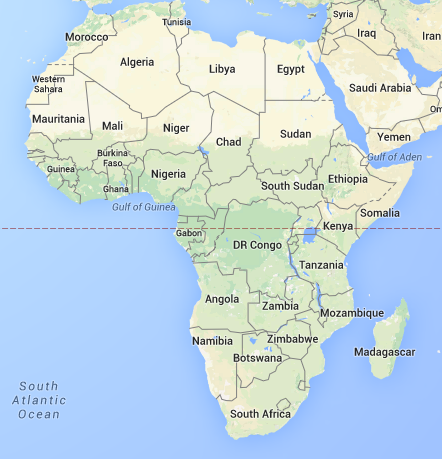 Syria
Tunisia
Morocco
Iraq
Iran
Algeria
Libya
Egypt
Western
Sahara
Saudi Arabia
Om
Mauritania
Mali
Niger
Chad
Sudan
Yemen
Burkina
Faso
Gulf of Aden
Guinea
Nigeria
Ethiopia
South Sudan
Ghana
Gulf of Guinea
Somalia
Kenya
Gabon
DR Congo
Tanzania
Angola
Zambia
Mozambique
Namibia
Zimbabwe
Madagascar
Botswana
South
Atlantic
Ocean
South Africa